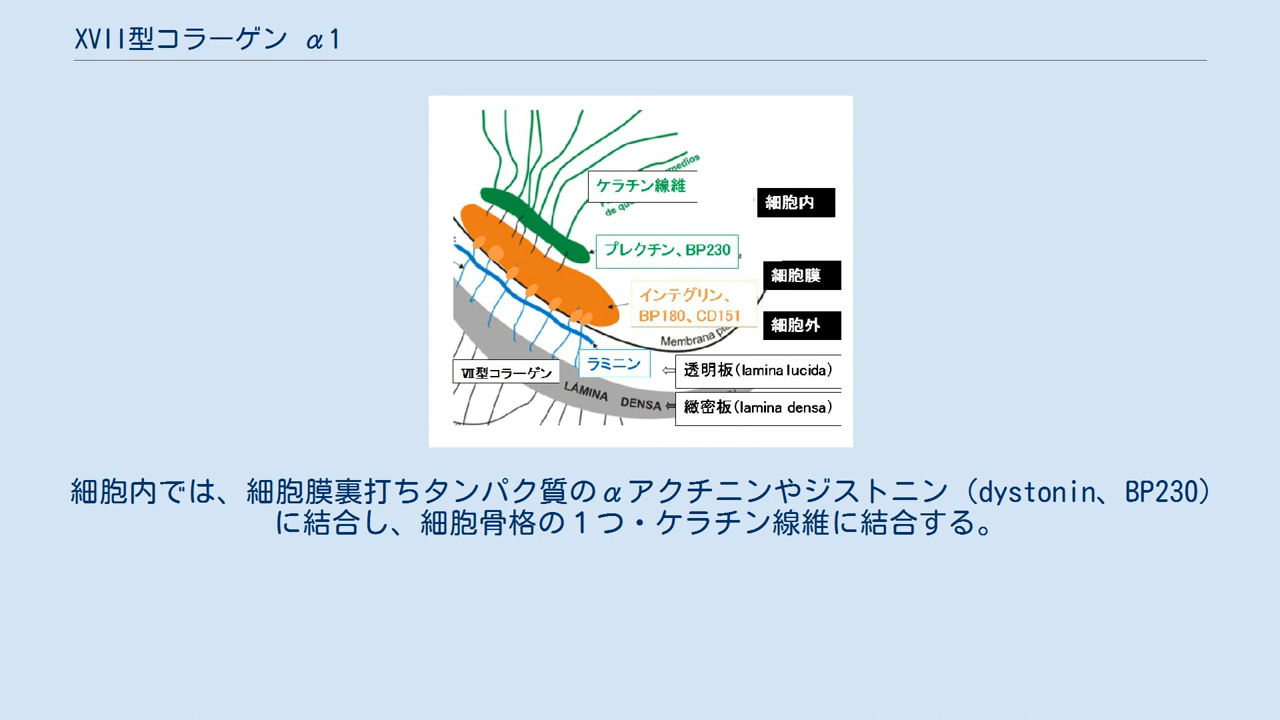 XVII型コラーゲン α1
medios
ケラチン線維
de que
細胞内
プレクチン、BP230
細胞膜
インテグリン、
BP180、CD151
細胞外
Membrana
ラミニン
透明板(lamina lucida)
VII型コラーゲン
LÁMINA DENSA
緻密板(lamina densa)
細胞内では、細胞膜裏打ちタンパク質のαアクチニンやジストニン（dystonin、BP230）
に結合し、細胞骨格の１つ・ケラチン線維に結合する。